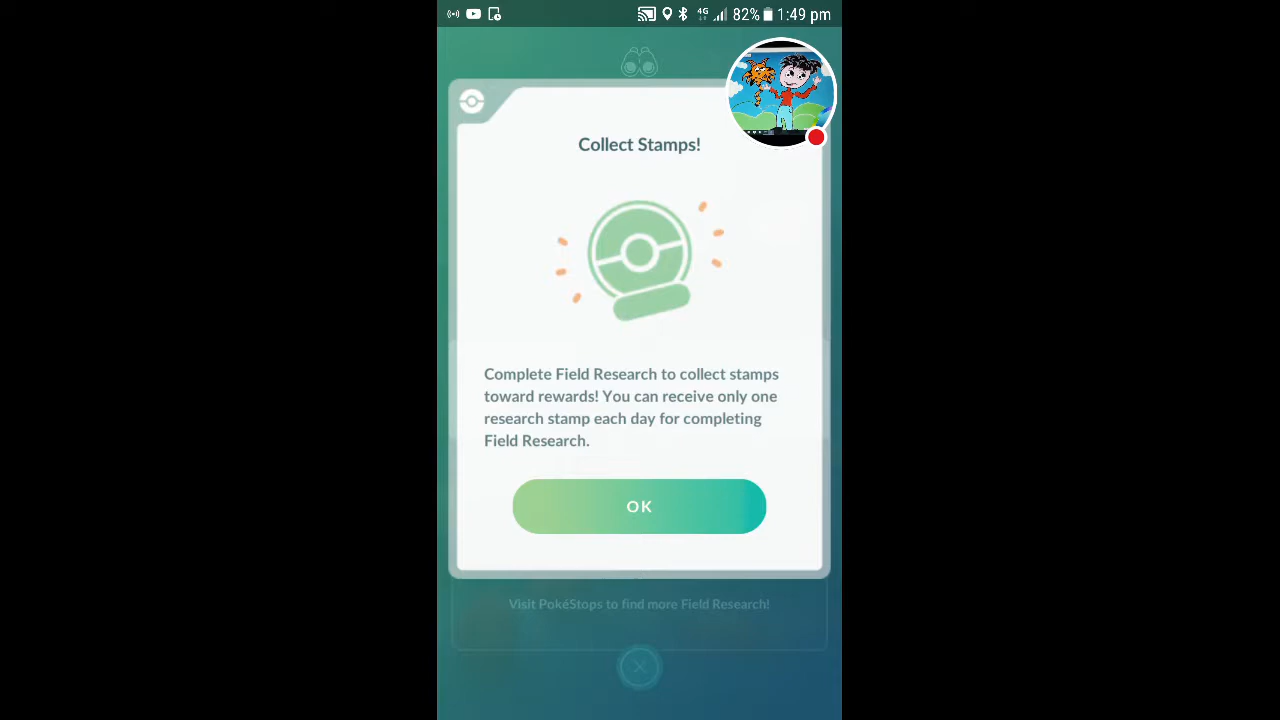 4G 82% 1:49 pm
Collect Stamps!
Complete Field Research to collect stamps
toward rewards! You can receive only one
research stamp each day for completing
Field Research.
OK
Visit PokéStops to find more Field Research!